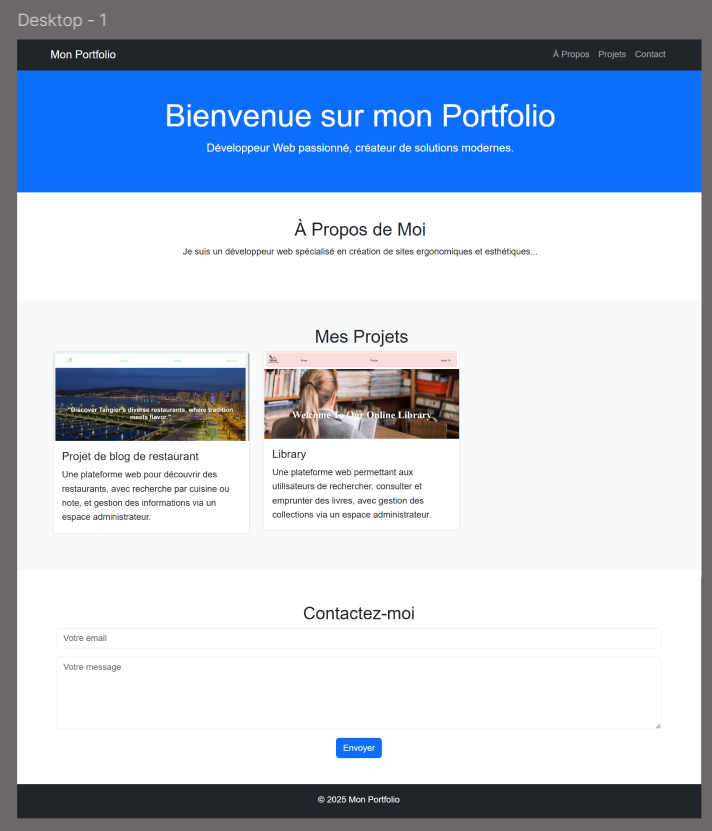 Desktop - 1
Mon Portfolio
À Propos Projets Contact
Bienvenue sur mon Portfolio
Développeur Web passionné, créateur de solutions modernes.
À Propos de Moi
Je suis un développeur web spécialisé en création de sites ergonomiques et esthétiques...
Mes Projets
"Discover Tangier's diverse restaurants, where tradition
meets flavor."
Projet de blog de restaurant
Une plateforme web pour découvrir des
restaurants, avec recherche par cuisine ou
note, et gestion des informations via un
espace administrateur.
Welcome To Our Online Library
Library
Une plateforme web permettant aux
utilisateurs de rechercher, consulter et
emprunter des livres, avec gestion des
collections via un espace administrateur.
Contactez-moi
Votre email
Votre message
Envoyer
© 2025 Mon Portfolio